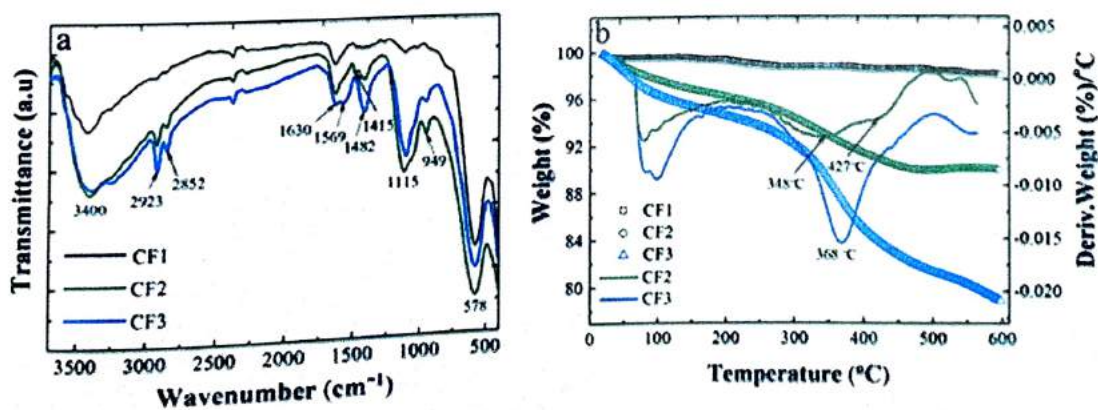 a
Transmittance (a.u)
3400
2923
2852
1630
1569
1482
1415
1115
949
578
CF1
CF2
CF3
3500 3000 2500 2000 1500 1000 500
Wavenumber (cm⁻¹)
b
Weight (%)
100
96
92
88
84
80
0.005
0.000
-0.005
-0.010
-0.015
-0.020
Deriv.Weight (%)/°C
348°C
427°C
368°C
CF1
CF2
CF3
CF2
CF3
0 100 200 300 400 500 600
Temperature (°C)